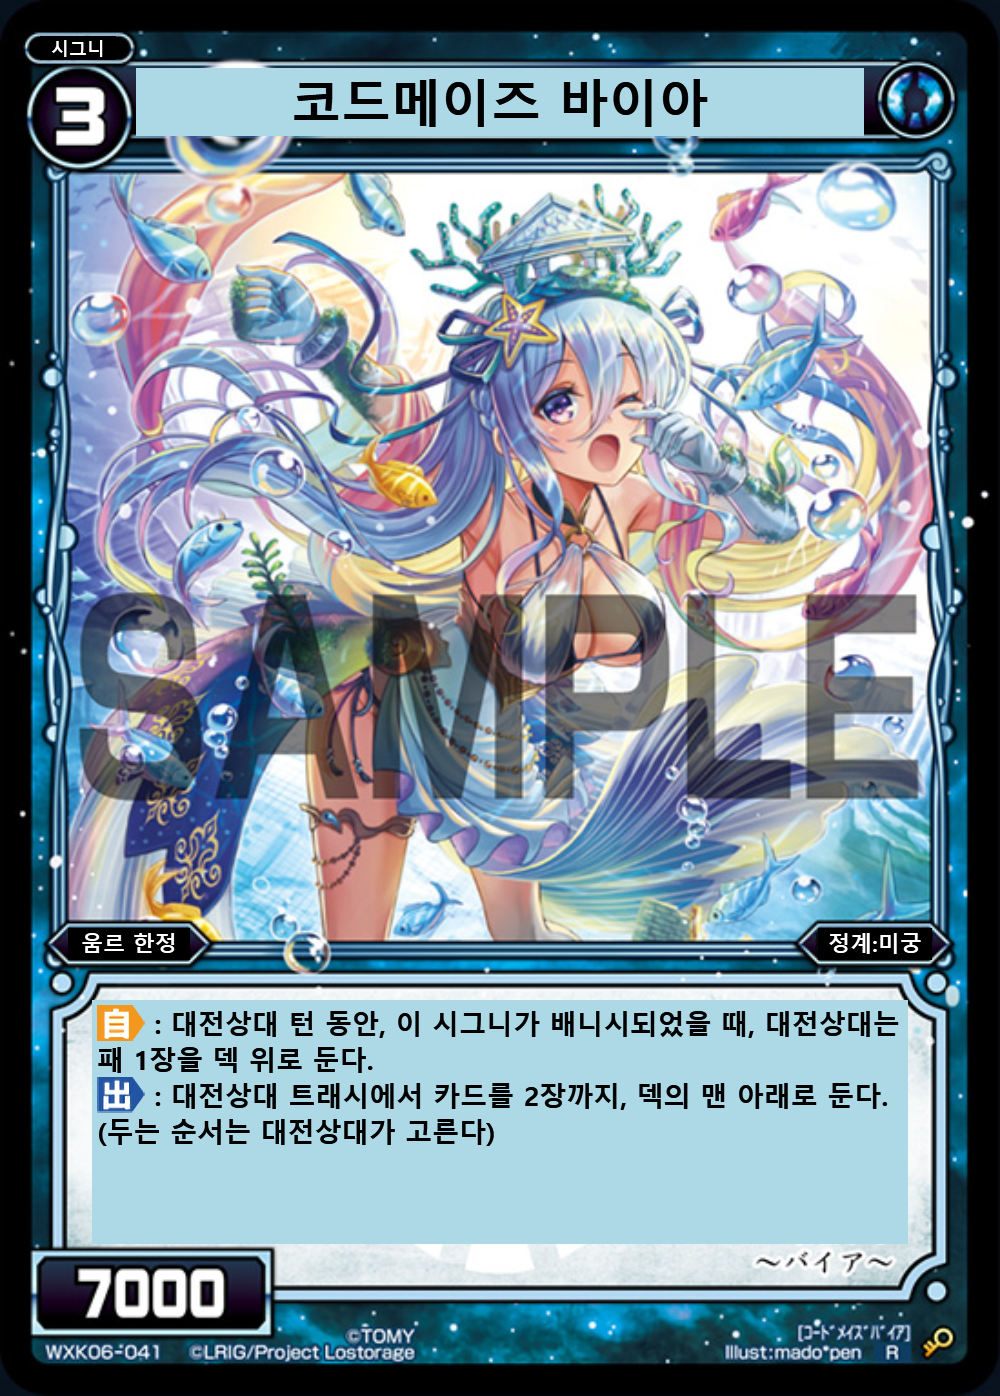 시그니
3
코드메이즈 바이아
SAMPLE
움르 한정
정계:미궁
自 : 대전상대 턴 동안, 이 시그니가 배니시되었을 때, 대전상대는
패 1장을 덱 위로 둔다.
出 : 대전상대 트래시에서 카드를 2장까지, 덱의 맨 아래로 둔다.
(두는 순서는 대전상대가 고른다)
～バイア～
7000
©TOMY
[コードメイズバイア]
WXK06-041 ©LRIG/Project Lostorage
Illust:mado*pen R